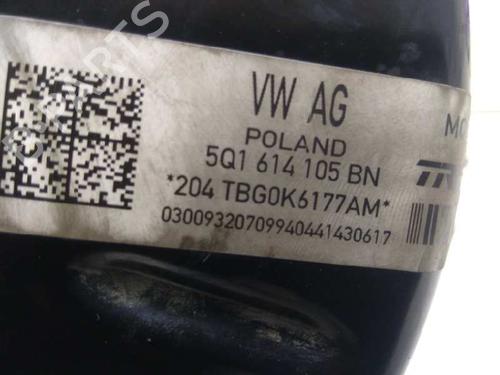 VW AG
POLAND
5Q1 614 105 BN
*204 TBG0K6177AM*
03009320709940441430617